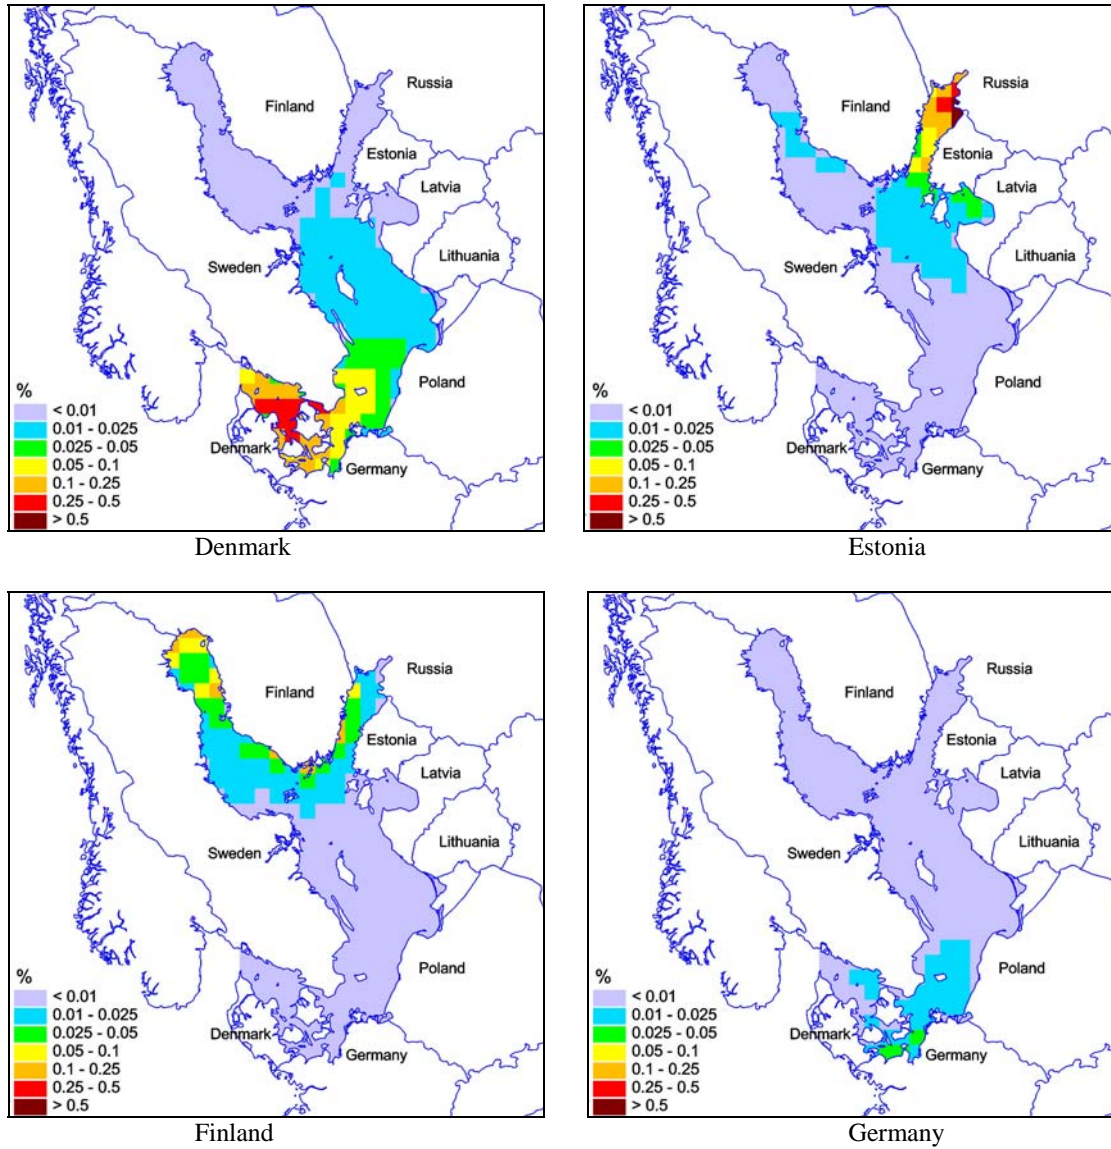 Russia
Finland
Estonia
Latvia
Lithuania
Sweden
Poland
Denmark
Germany
%
< 0.01
0.01 - 0.025
0.025 - 0.05
0.05 - 0.1
0.1 - 0.25
0.25 - 0.5
> 0.5
Denmark
Russia
Finland
Estonia
Latvia
Lithuania
Sweden
Poland
Denmark
Germany
%
< 0.01
0.01 - 0.025
0.025 - 0.05
0.05 - 0.1
0.1 - 0.25
0.25 - 0.5
> 0.5
Estonia
Russia
Finland
Estonia
Latvia
Lithuania
Sweden
Poland
Denmark
Germany
%
< 0.01
0.01 - 0.025
0.025 - 0.05
0.05 - 0.1
0.1 - 0.25
0.25 - 0.5
> 0.5
Finland
Russia
Finland
Estonia
Latvia
Lithuania
Sweden
Poland
Denmark
Germany
%
< 0.01
0.01 - 0.025
0.025 - 0.05
0.05 - 0.1
0.1 - 0.25
0.25 - 0.5
> 0.5
Germany